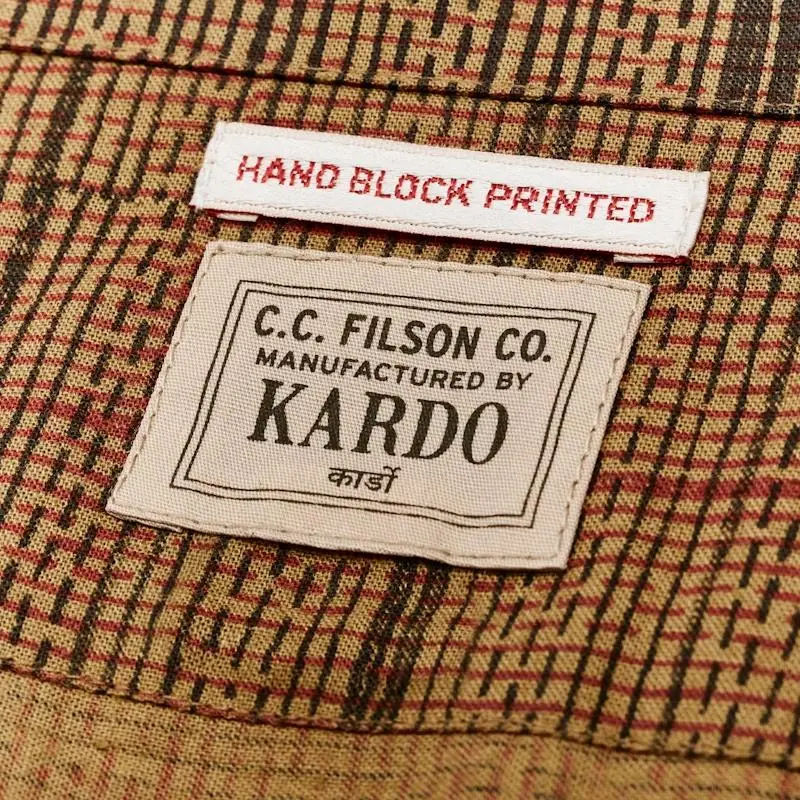 HAND BLOCK PRINTED
C.C. FILSON CO.
MANUFACTURED BY
KARDO
कार्डो